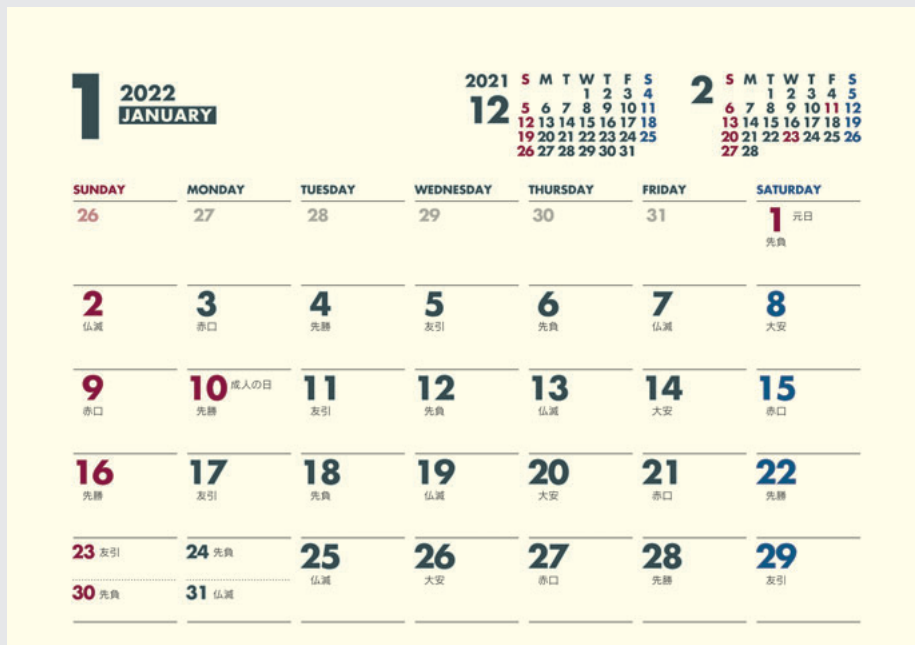 1
2022
JANUARY
2021
12
S M T W T F S
1 2 3 4
5 6 7 8 9 10 11
12 13 14 15 16 17 18
19 20 21 22 23 24 25
26 27 28 29 30 31
2
S M T W T F S
1 2 3 4 5
6 7 8 9 10 11 12
13 14 15 16 17 18 19
20 21 22 23 24 25 26
27 28
SUNDAY MONDAY TUESDAY WEDNESDAY THURSDAY FRIDAY SATURDAY
26 27 28 29 30 31 1 元日
先負
2 3 4 5 6 7 8
仏滅 赤口 先勝 友引 先負 仏滅 大安
9 10 成人の日 11 12 13 14 15
赤口 先勝 友引 先負 仏滅 大安 赤口
16 17 18 19 20 21 22
先勝 友引 先負 仏滅 大安 赤口 先勝
23 友引 24 先負 25 26 27 28 29
仏滅 大安 赤口 先勝 友引
30 先負 31 仏滅